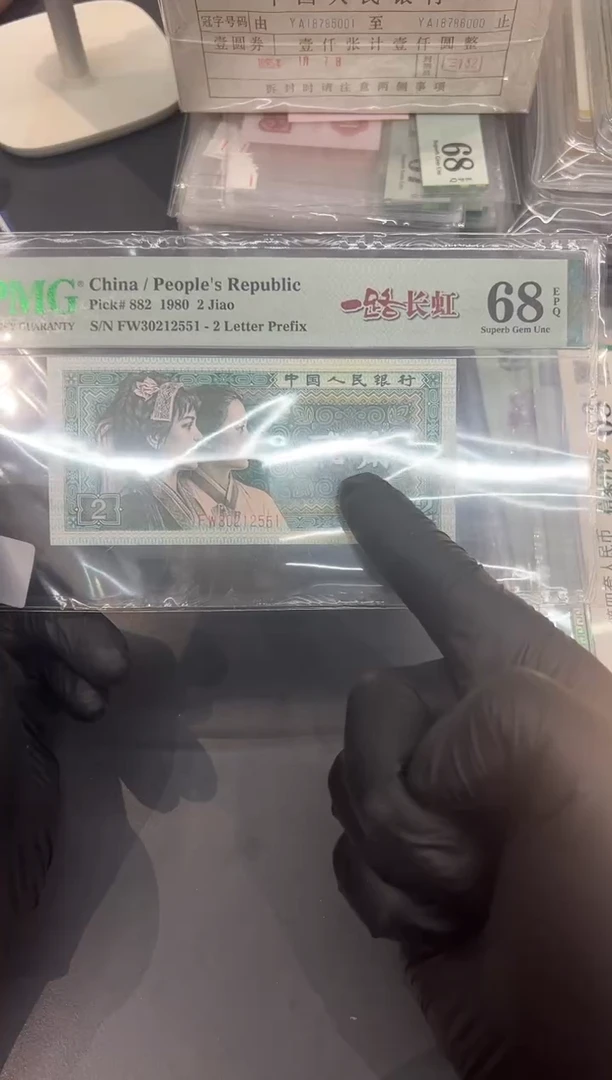 冠字号码 由 YA18785001 至 YA18786000 止
壹圆券 壹仟张计壹仟圆整
拆封时请注意两侧事项
68
EPQ
PMG
China / People's Republic
Pick# 882 1980 2 Jiao
S/N FW30212551 - 2 Letter Prefix
一路长虹
68
EPQ
Superb Gem Unc
GUARANTY
中国人民银行
2
FW30212551